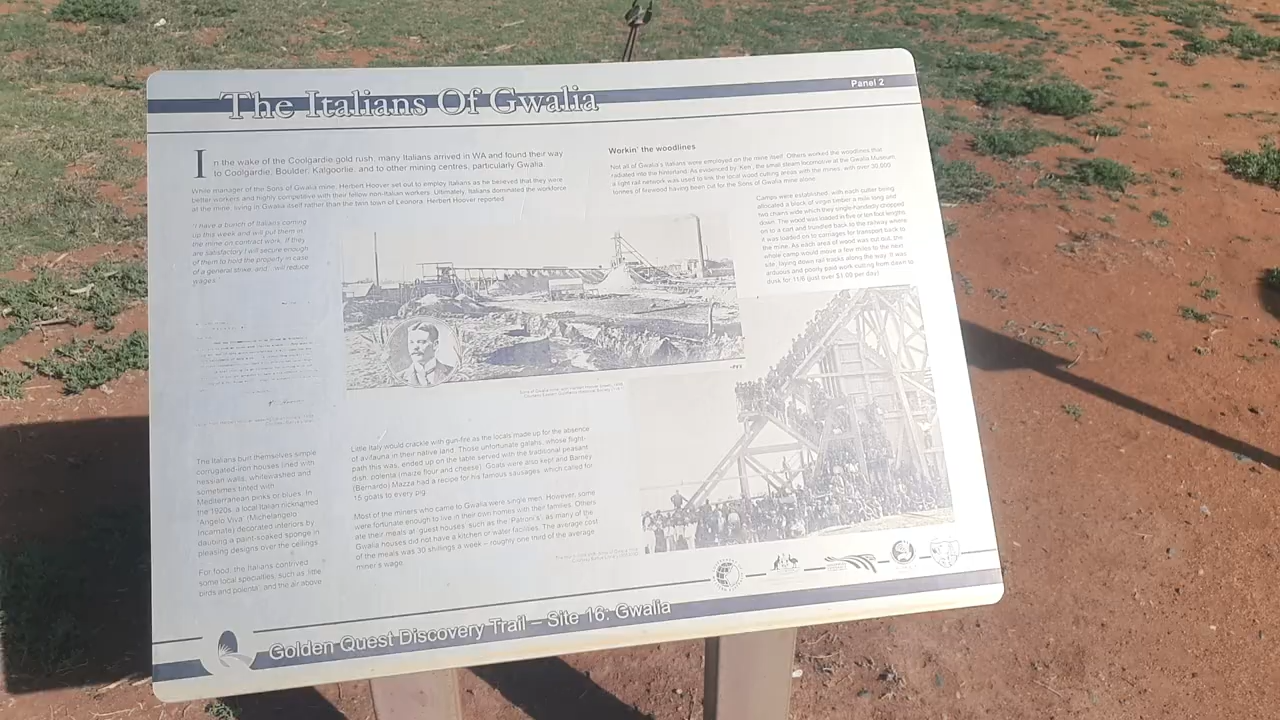 The Italians Of Gwalia
Panel 2
In the wake of the Coolgardie gold rush, many Italians arrived in WA and found their way
to Coolgardie, Boulder, Kalgoorlie, and to other mining centres, particularly Gwalia.
While manager of the Sons of Gwalia mine, Herbert Hoover set out to employ Italians as he believed that they were
better workers and highly competitive with their fellow non-Italian workers. Ultimately, Italians dominated the workforce
at the mine, living in Gwalia itself rather than the twin town of Leonora. Herbert Hoover reported:
I have a bunch of Italians coming
up this week and will put them in
the mine on contract work. If they
are satisfactory I will secure enough
of them to hold the property in case
of a general strike, and... will reduce
wages.
The Italians built themselves simple
corrugated-iron houses lined with
hessian walls, whitewashed and
sometimes tinted with
Mediterranean pinks or blues. In
the 1920s, a local Italian nicknamed
'Angelo Viva' (Michelangelo
Incarnate) decorated interiors by
daubing a paint-soaked sponge in
pleasing designs over the ceilings.
For food, the Italians contrived
some local specialties, such as 'little
birds and polenta', and the air above
Little Italy would crackle with gun-fire as the locals made up for the absence
of avifauna in their native land. Those unfortunate galahs, whose flight-
path this was, ended up on the table served with the traditional peasant
dish, polenta (maize flour and cheese). Goats were also kept and Barney
(Bernardo) Mazza had a recipe for his famous sausages, which called for
15 goats to every pig.
Most of the miners who came to Gwalia were single men. However, some
were fortunate enough to live in their own homes with their families. Others
ate their meals at guest houses, such as the 'Patroni's', as many of the
Gwalia houses did not have a kitchen or water facilities. The average cost
of the meals was 30 shillings a week – roughly one third of the average
miner's wage.
Workin' the woodlines
Not all of Gwalia's Italians were employed on the mine itself. Others worked the woodlines that
radiated into the hinterland. As evidenced by 'Ken', the small steam locomotive at the Gwalia Museum,
a light rail network was used to link the local wood cutting areas with the mines, with over 30,000
tonnes of firewood having been cut for the Sons of Gwalia mine alone.
Camps were established, with each cutter being
allocated a block of virgin timber a mile long and
two chains wide which they single-handedly chopped
down. The wood was loaded in five or ten foot lengths
on to a cart and trundled back to the railway where
it was loaded on to carriages for transport back to
the mine. As each area of wood was cut out, the
whole camp would move a few miles to the next
site, laying down rail tracks along the way. It was
arduous and poorly paid work cutting from dawn to
dusk for 11/6 (just over $1.00 per day)
Golden Quest Discovery Trail – Site 16: Gwalia